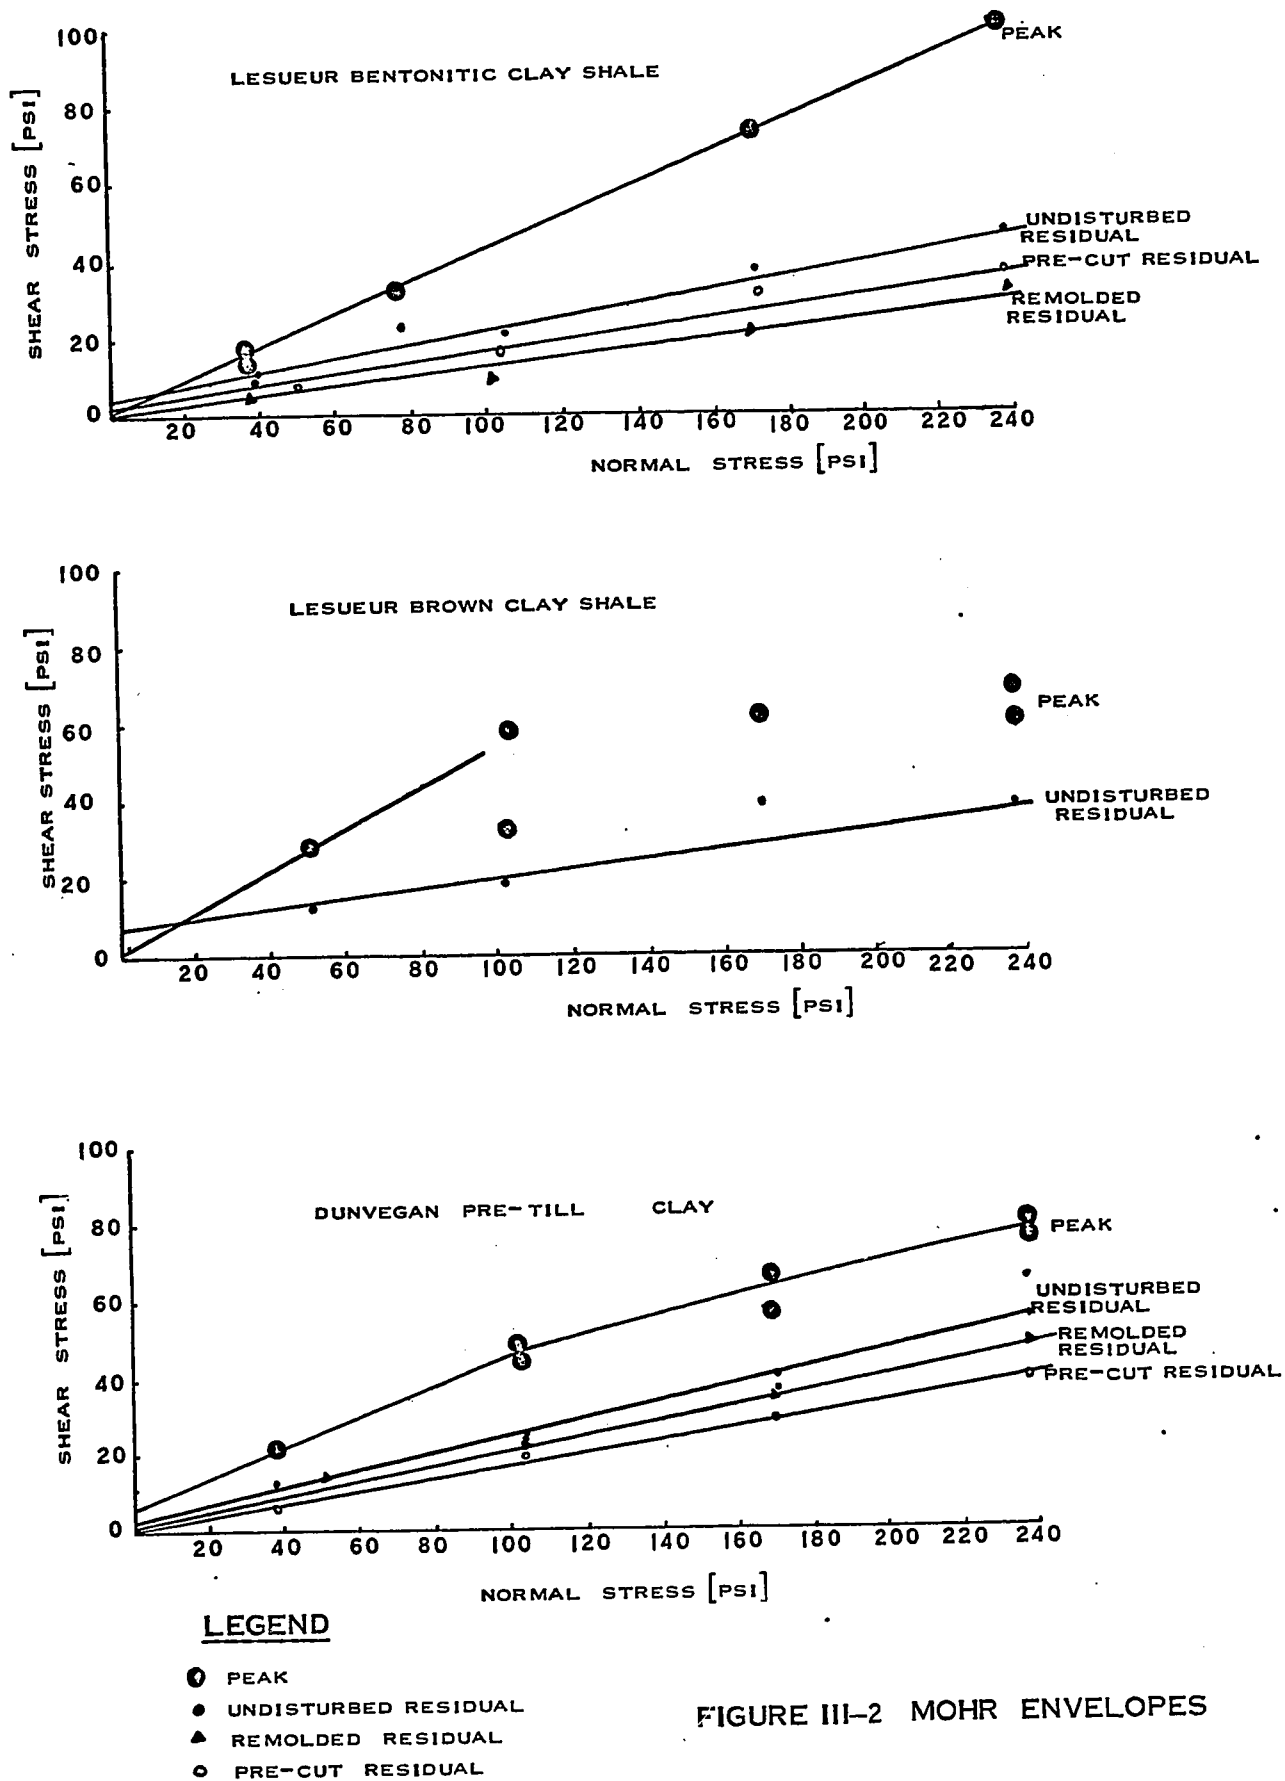 100
80
60
40
20
0
SHEAR STRESS [PSI]
LESUEUR BENTONITIC CLAY SHALE
PEAK
UNDISTURBED
RESIDUAL
PRE-CUT RESIDUAL
REMOLDED
RESIDUAL
20 40 60 80 100 120 140 160 180 200 220 240
NORMAL STRESS [PSI]
100
80
60
40
20
0
SHEAR STRESS [PSI]
LESUEUR BROWN CLAY SHALE
PEAK
UNDISTURBED
RESIDUAL
20 40 60 80 100 120 140 160 180 200 220 240
NORMAL STRESS [PSI]
100
80
60
40
20
0
SHEAR STRESS [PSI]
DUNVEGAN PRE-TILL CLAY
PEAK
UNDISTURBED
RESIDUAL
REMOLDED
RESIDUAL
PRE-CUT RESIDUAL
20 40 60 80 100 120 140 160 180 200 220 240
NORMAL STRESS [PSI]
LEGEND
PEAK
UNDISTURBED RESIDUAL
REMOLDED RESIDUAL
PRE-CUT RESIDUAL
FIGURE III-2 MOHR ENVELOPES